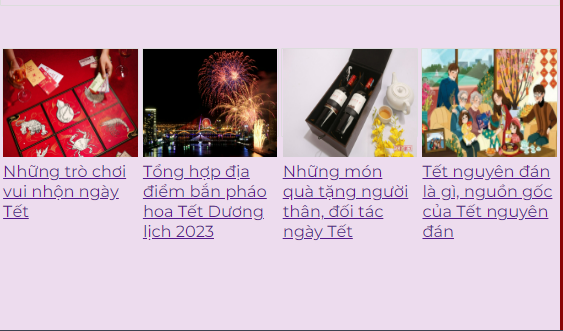 Những trò chơi
vui nhộn ngày
Tết
Tổng hợp địa
điểm bắn pháo
hoa Tết Dương
lịch 2023
Những món
quà tặng người
thân, đối tác
ngày Tết
Tết nguyên đán
là gì, nguồn gốc
của Tết nguyên
đán